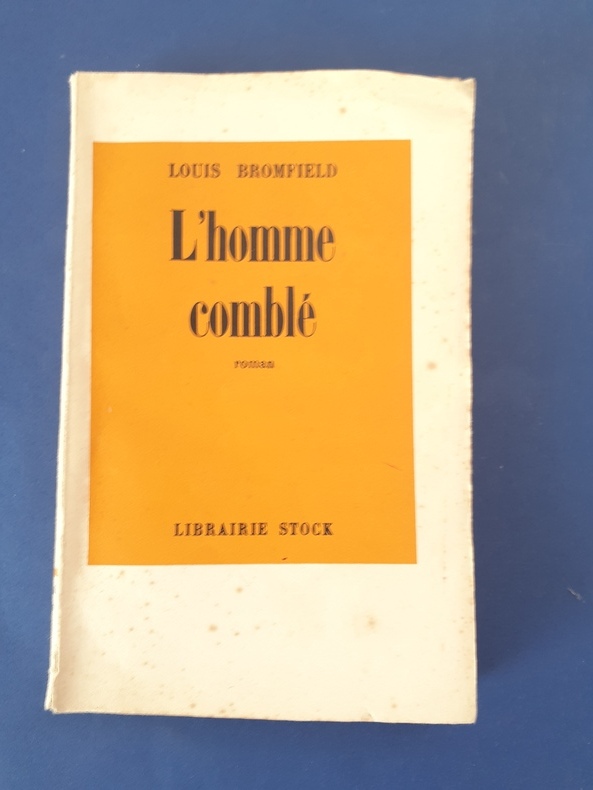 LOUIS BROMFIELD
L'homme
comblé
roman
LIBRAIRIE STOCK